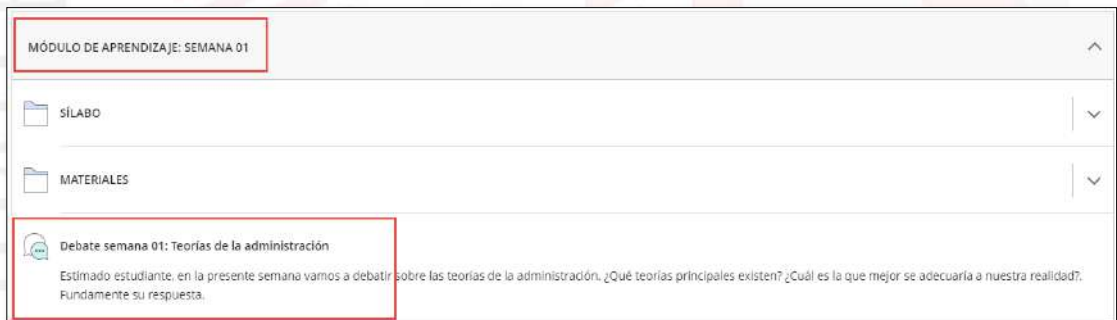 MÓDULO DE APRENDIZAJE: SEMANA 01
SÍLABO
MATERIALES
Debate semana 01: Teorías de la administración
Estimado estudiante, en la presente semana vamos a debatir sobre las teorías de la administración. ¿Qué teorías principales existen? ¿Cuál es la que mejor se adecuaría a nuestra realidad?.
Fundamente su respuesta.